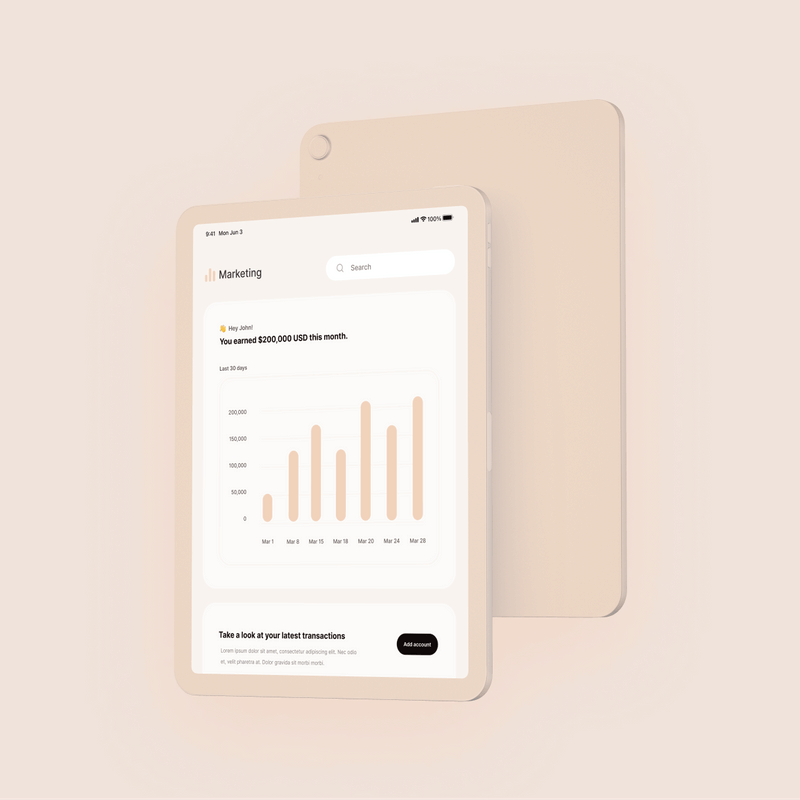 9:41 Mon Jun 3
100%
Marketing
Search
👋 Hey John!
You earned $200,000 USD this month.
Last 30 days
200,000
150,000
100,000
50,000
0
Mar 1 Mar 8 Mar 15 Mar 18 Mar 20 Mar 24 Mar 28
Take a look at your latest transactions
Lorem ipsum dolor sit amet, consectetur adipiscing elit. Nec odio
et, velit pharetra at. Dolor gravida sit morbi morbi.
Add account